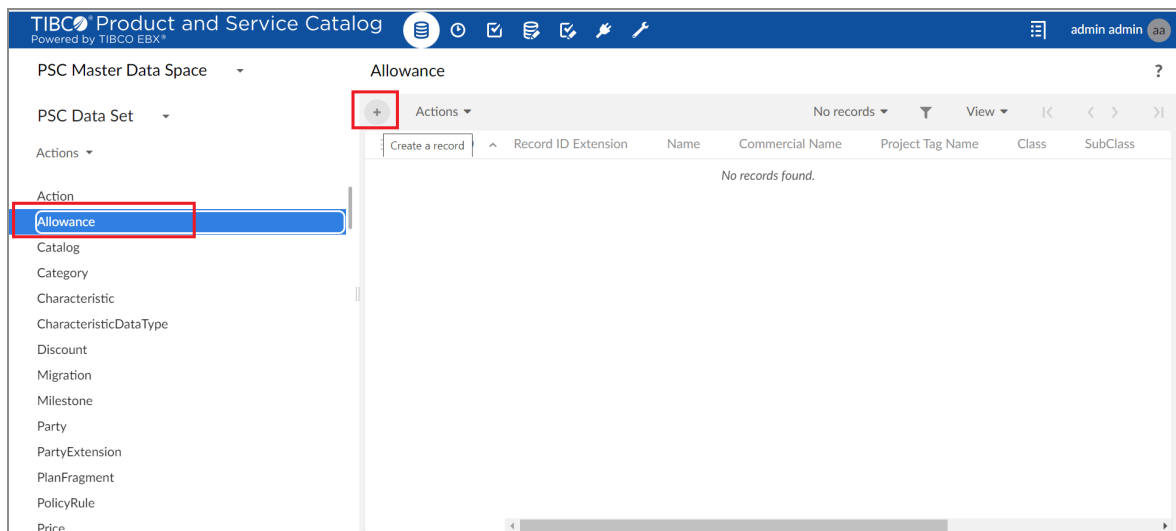 TIBCO® Product and Service Catalog
Powered by TIBCO EBX®
admin admin aa
PSC Master Data Space
Allowance
?
PSC Data Set
+ Actions No records View
Actions
Create a record Record ID Extension Name Commercial Name Project Tag Name Class SubClass
No records found.
Action
Allowance
Catalog
Category
Characteristic
CharacteristicDataType
Discount
Migration
Milestone
Party
PartyExtension
PlanFragment
PolicyRule
Price